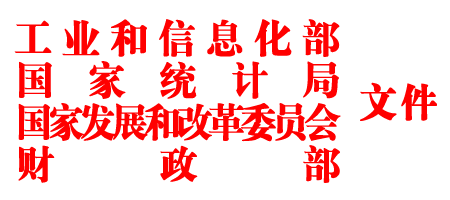 工业和信息化部
国家统计局
国家发展和改革委员会
财政部
文件